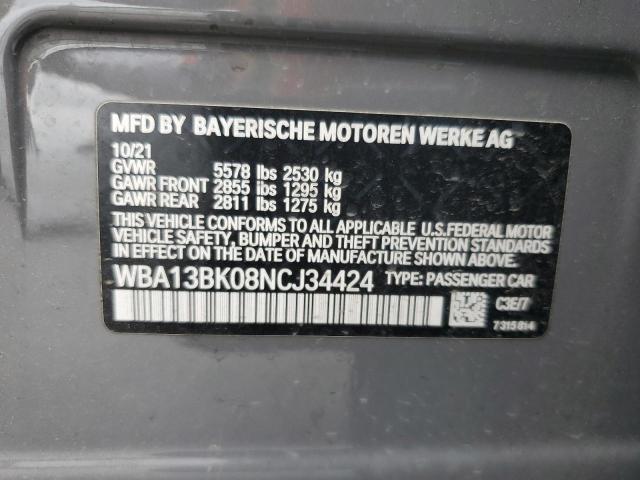 MFD BY BAYERISCHE MOTOREN WERKE AG
10/21
GVWR 5578 lbs 2530 kg
GAWR FRONT 2855 lbs 1295 kg
GAWR REAR 2811 lbs 1275 kg
THIS VEHICLE CONFORMS TO ALL APPLICABLE U.S.FEDERAL MOTOR
VEHICLE SAFETY, BUMPER AND THEFT PREVENTION STANDARDS
IN EFFECT ON DATE OF MANUFACTURE SHOWN ABOVE.
WBA13BK08NCJ34424 TYPE: PASSENGER CAR
C3E/7
7315814